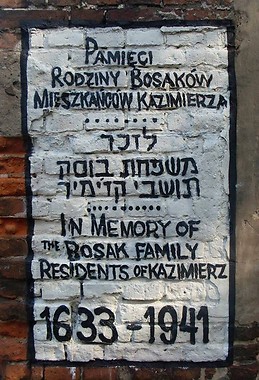 PAMIĘCI
RODZINY BOSAKÓW
MIESZKAŃCÓW KAZIMIERZA
לזכר
משפחת בוסק
תושבי קזימיר
IN MEMORY OF
THE BOSAK FAMILY
RESIDENTS OF KAZIMIERZ
1633-1941